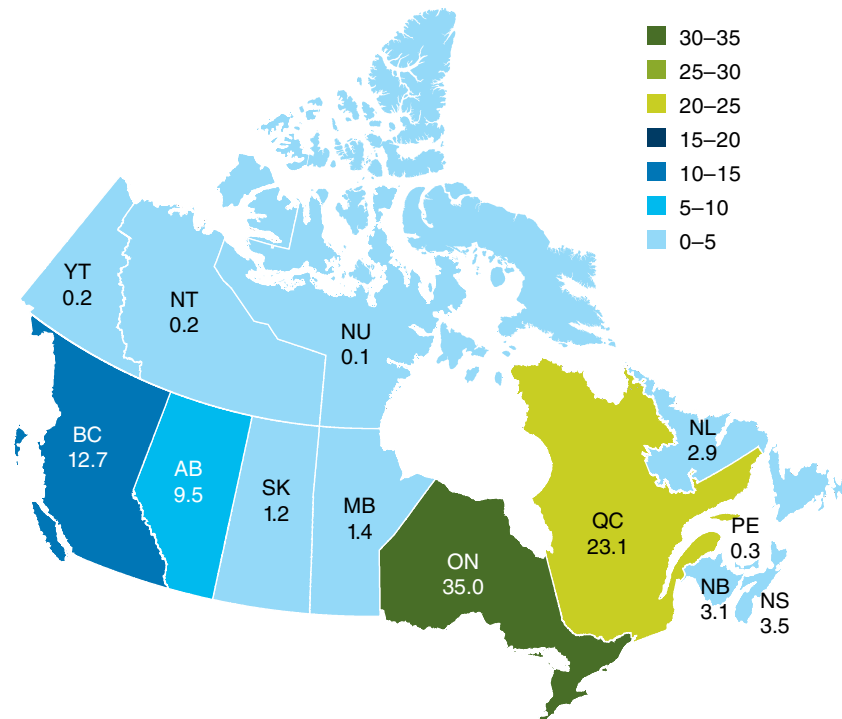 30–35
25–30
20–25
15–20
10–15
5–10
0–5
YT
0.2
NT
0.2
NU
0.1
BC
12.7
AB
9.5
SK
1.2
MB
1.4
ON
35.0
QC
23.1
NL
2.9
PE
0.3
NB
3.1
NS
3.5